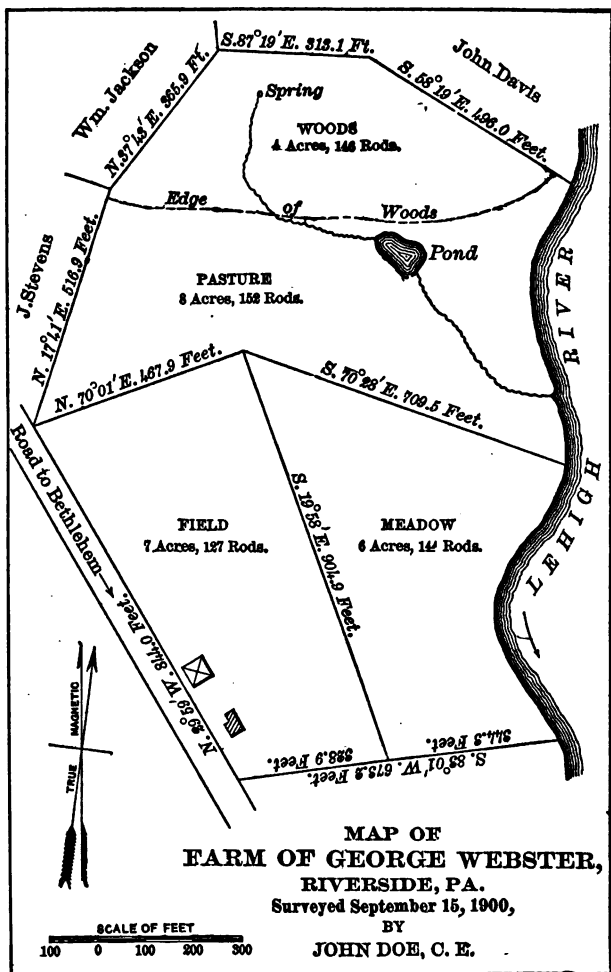 S. 87°19' E. 313.1 Ft.
John Davis
Wm. Jackson
N. 37°43' E. 365.9 Ft.
S. 58°19' E. 496.0 Feet.
Spring
WOODS
4 Acres, 146 Rods.
Edge of Woods
Pond
J. Stevens
N. 17°41' E. 516.9 Feet.
PASTURE
8 Acres, 152 Rods.
LEHIGH RIVER
N. 70°01' E. 467.9 Feet.
S. 70°28' E. 709.5 Feet.
Road to Bethlehem
FIELD
7 Acres, 127 Rods.
S. 19°58' E. 904.9 Feet.
MEADOW
6 Acres, Rods.
N. 29°59' W. 844.0 Feet.
328.9 Feet.
344.3 Feet.
S. 83°01' W. 673.2 Feet.
TRUE
MAGNETIC
MAP OF
FARM OF GEORGE WEBSTER,
RIVERSIDE, PA.
Surveyed September 15, 1900,
BY
JOHN DOE, C. E.
SCALE OF FEET
100 0 100 200 300